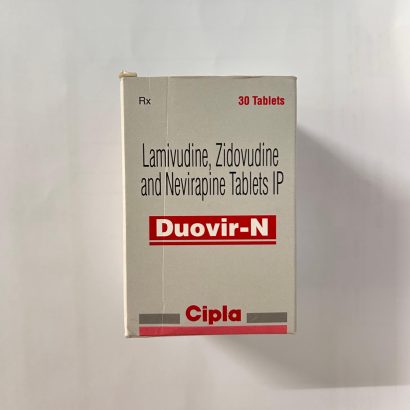 Rx
30 Tablets
Lamivudine, Zidovudine
and Nevirapine Tablets IP
Duovir-N
Cipla